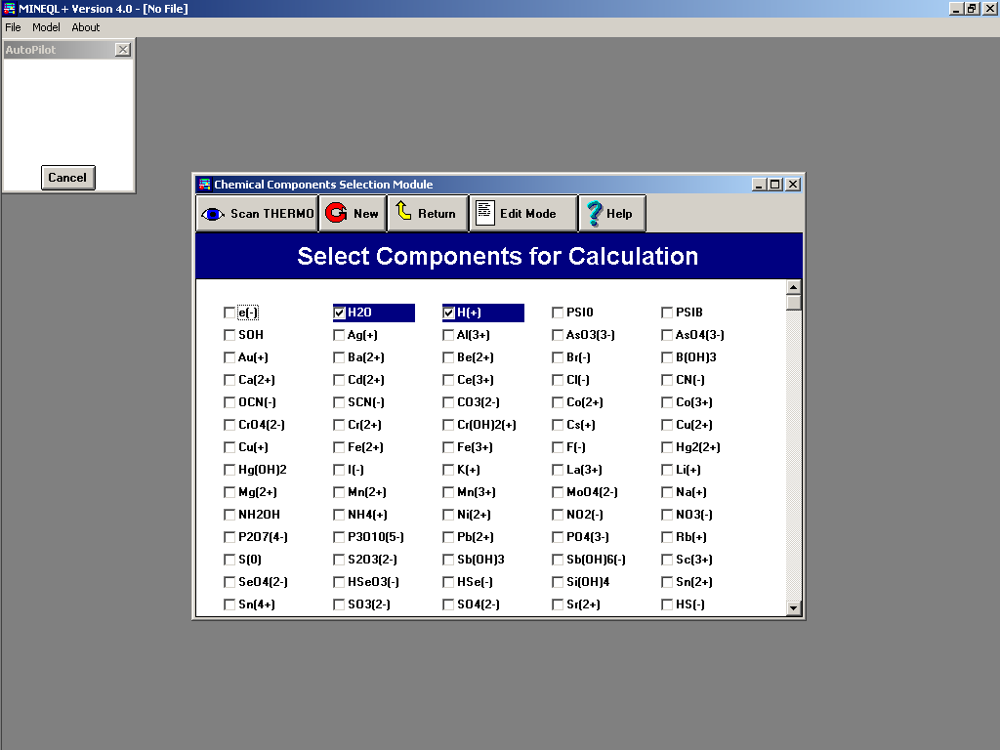 MINEQL+ Version 4.0 - [No File]
File Model About
AutoPilot
Cancel
Chemical Components Selection Module
Scan THERMO New Return Edit Mode Help
Select Components for Calculation
e(-) H2O H(+) PSI0 PSIB
SOH Ag(+) Al(3+) AsO3(3-) AsO4(3-)
Au(+) Ba(2+) Be(2+) Br(-) B(OH)3
Ca(2+) Cd(2+) Ce(3+) Cl(-) CN(-)
OCN(-) SCN(-) CO3(2-) Co(2+) Co(3+)
CrO4(2-) Cr(2+) Cr(OH)2(+) Cs(+) Cu(2+)
Cu(+) Fe(2+) Fe(3+) F(-) Hg2(2+)
Hg(OH)2 I(-) K(+) La(3+) Li(+)
Mg(2+) Mn(2+) Mn(3+) MoO4(2-) Na(+)
NH2OH NH4(+) Ni(2+) NO2(-) NO3(-)
P2O7(4-) P3O10(5-) Pb(2+) PO4(3-) Rb(+)
S(0) S2O3(2-) Sb(OH)3 Sb(OH)6(-) Sc(3+)
SeO4(2-) HSeO3(-) HSe(-) Si(OH)4 Sn(2+)
Sn(4+) SO3(2-) SO4(2-) Sr(2+) HS(-)